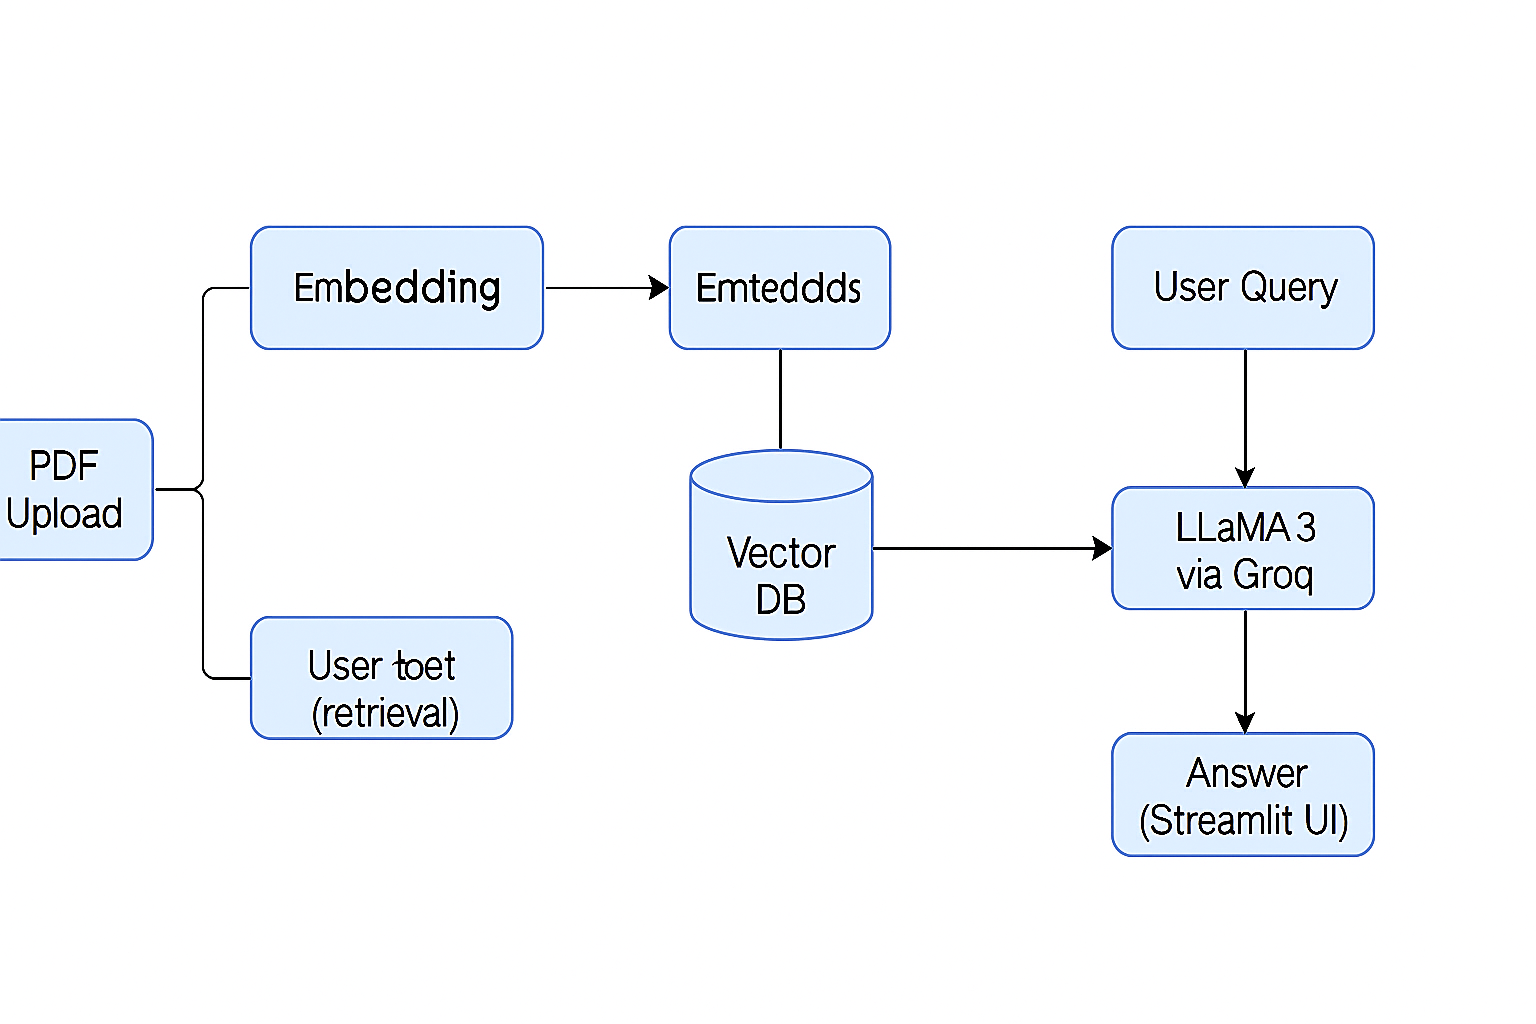 Embedding
Emteddds
User Query
PDF
Upload
Vector
DB
LLaMA 3
via Groq
User toet
(retrieval)
Answer
(Streamlit UI)